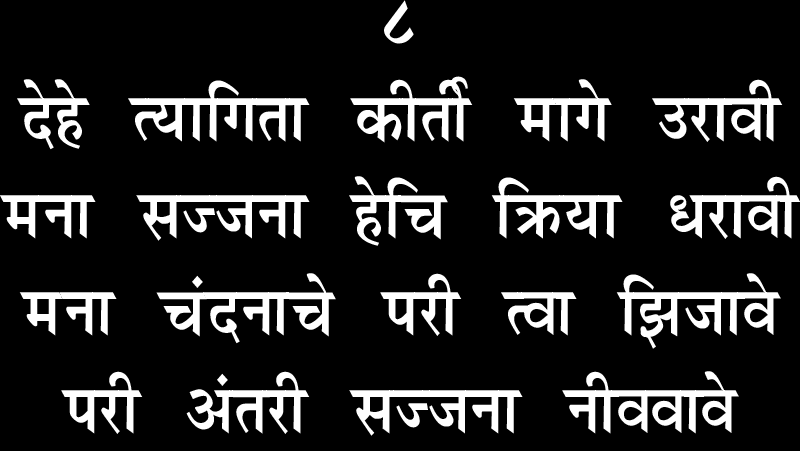 ८
देहे त्यागिता कीर्ती मागे उरावी
मना सज्जना हेचि क्रिया धरावी
मना चंदनाचे परी त्वा झिजावे
परी अंतरी सज्जना नीववावे